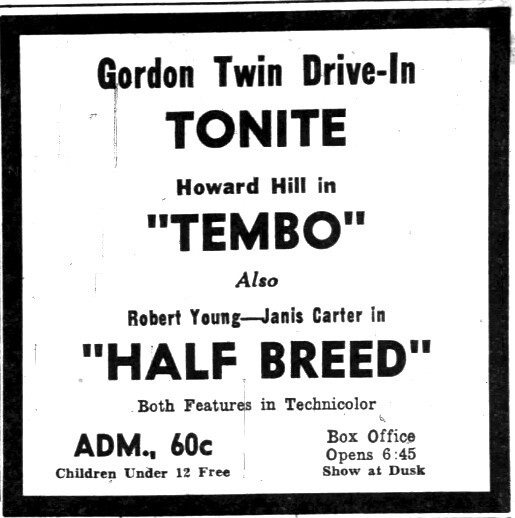 Gordon Twin Drive-In
TONITE
Howard Hill in
"TEMBO"
Also
Robert Young—Janis Carter in
"HALF BREED"
Both Features in Technicolor
ADM., 60c
Children Under 12 Free
Box Office
Opens 6:45
Show at Dusk